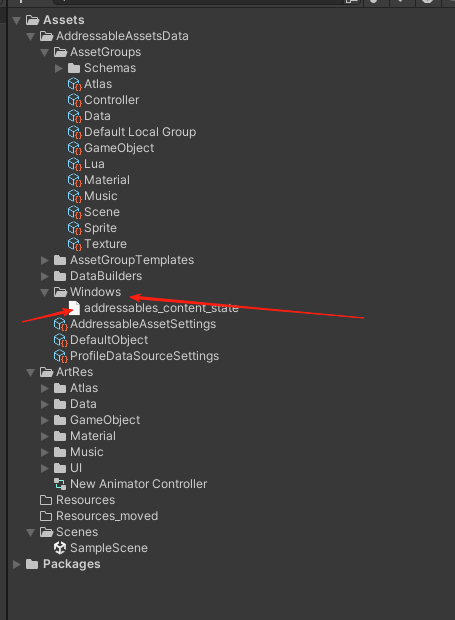 Assets
AddressableAssetsData
AssetGroups
Schemas
Atlas
Controller
Data
Default Local Group
GameObject
Lua
Material
Music
Scene
Sprite
Texture
AssetGroupTemplates
DataBuilders
Windows
addressables_content_state
AddressableAssetSettings
DefaultObject
ProfileDataSourceSettings
ArtRes
Atlas
Data
GameObject
Material
Music
UI
New Animator Controller
Resources
Resources_moved
Scenes
SampleScene
Packages